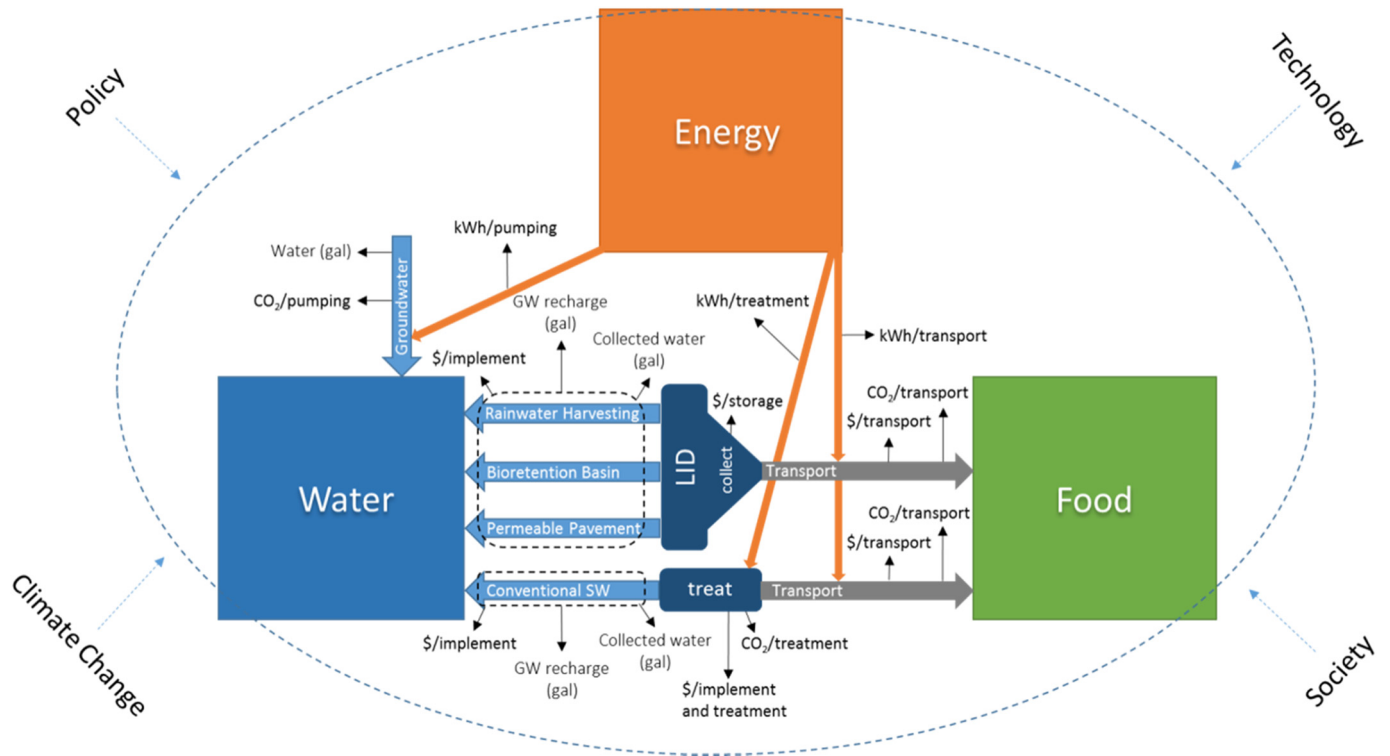 Policy
Technology
Energy
kWh/pumping
Water (gal)
CO₂/pumping
Groundwater
GW recharge
(gal)
kWh/treatment
kWh/transport
Collected water
(gal)
$/implement
$/storage
CO₂/transport
$/transport
Rainwater Harvesting
LID
collect
Transport
Bioretention Basin
Water
Food
Permeable Pavement
CO₂/transport
$/transport
Conventional SW
treat
Transport
$/implement
GW recharge
(gal)
Collected water
(gal)
CO₂/treatment
$/implement
and treatment
Climate Change
Society